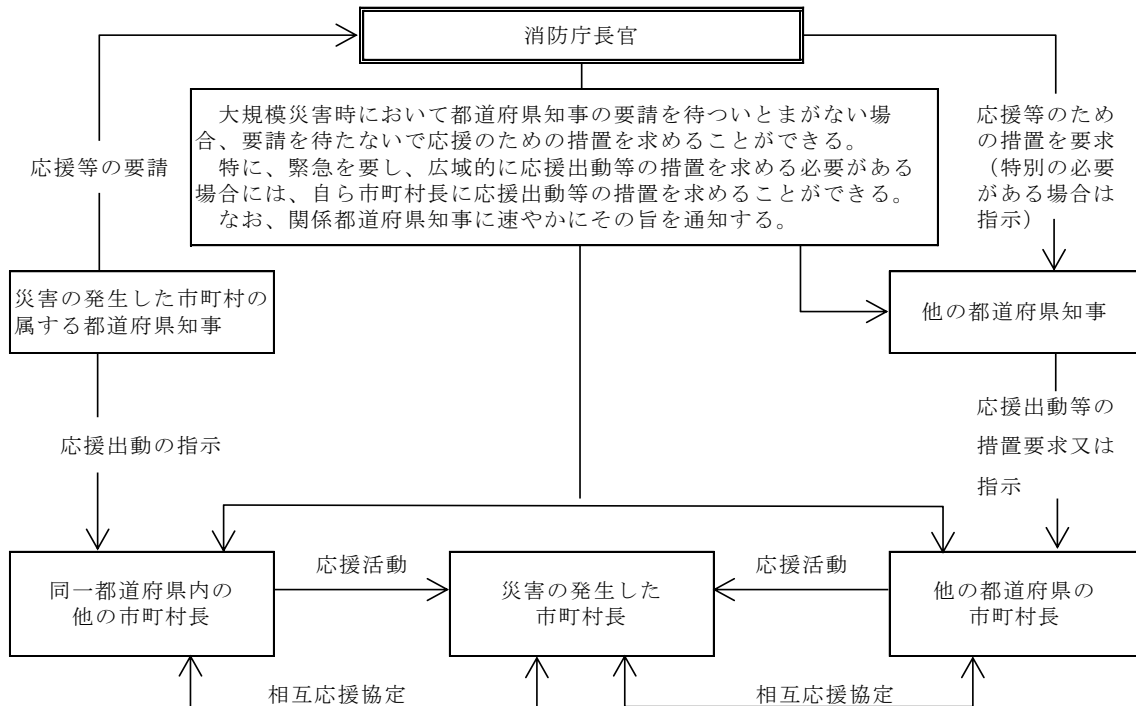 消防庁長官
　大規模災害時において都道府県知事の要請を待ついとまがない場
合、要請を待たないで応援のための措置を求めることができる。
　特に、緊急を要し、広域的に応援出動等の措置を求める必要がある
場合には、自ら市町村長に応援出動等の措置を求めることができる。
　なお、関係都道府県知事に速やかにその旨を通知する。
応援等の要請
応援等のため
の措置を要求
（特別の必要
がある場合は
指示）
災害の発生した市町村の
属する都道府県知事
他の都道府県知事
応援出動の指示
応援出動等の
措置要求又は
指示
同一都道府県内の
他の市町村長
応援活動
災害の発生した
市町村長
応援活動
他の都道府県の
市町村長
相互応援協定
相互応援協定